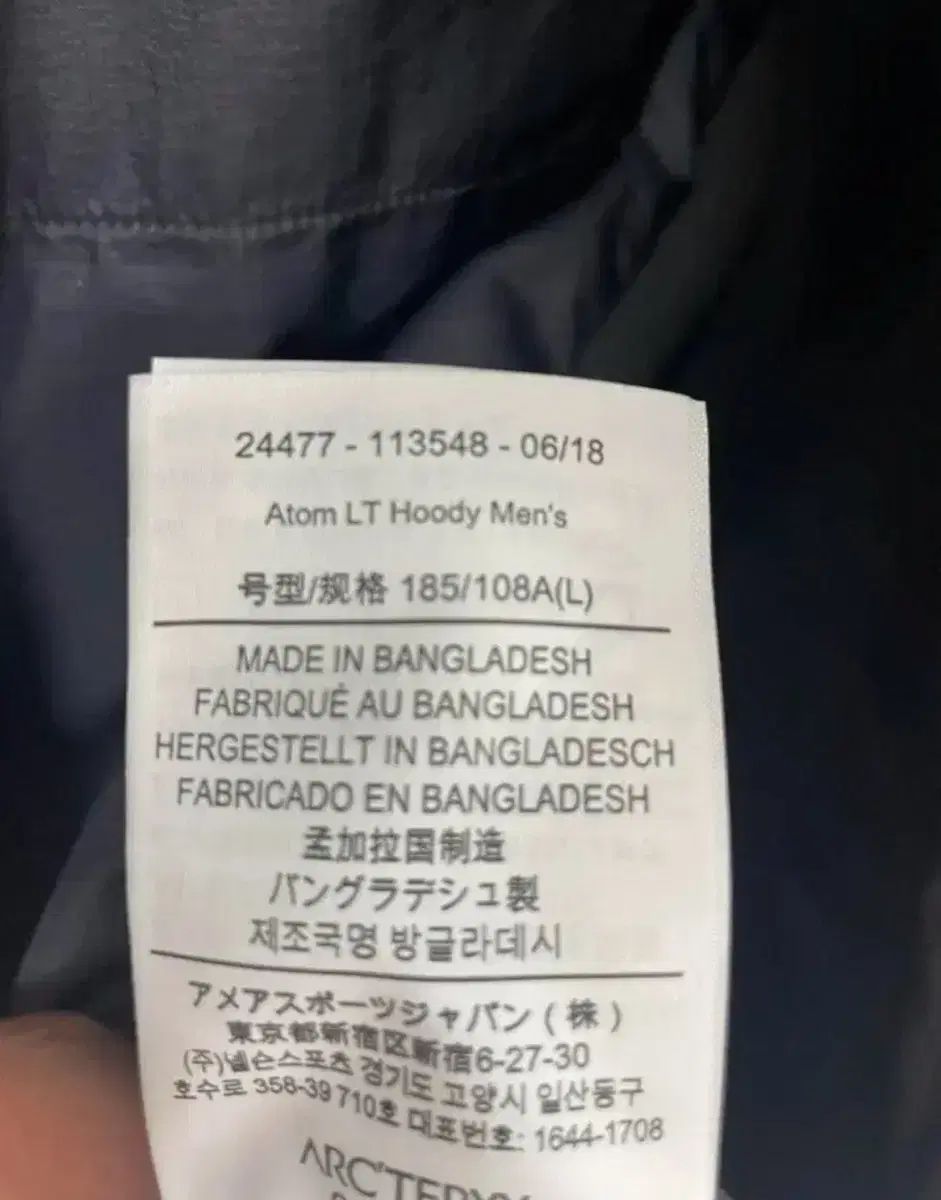 24477 - 113548 - 06/18
Atom LT Hoody Men's
号型/规格 185/108A(L)
MADE IN BANGLADESH
FABRIQUÉ AU BANGLADESH
HERGESTELLT IN BANGLADESCH
FABRICADO EN BANGLADESH
孟加拉国制造
バングラデシュ製
제조국명 방글라데시
アメアスポーツジャパン(株)
東京都新宿区新宿6-27-30
(주)넬슨스포츠 경기도 고양시 일산동구
호수로 358-39 710호 대표번호: 1644-1708